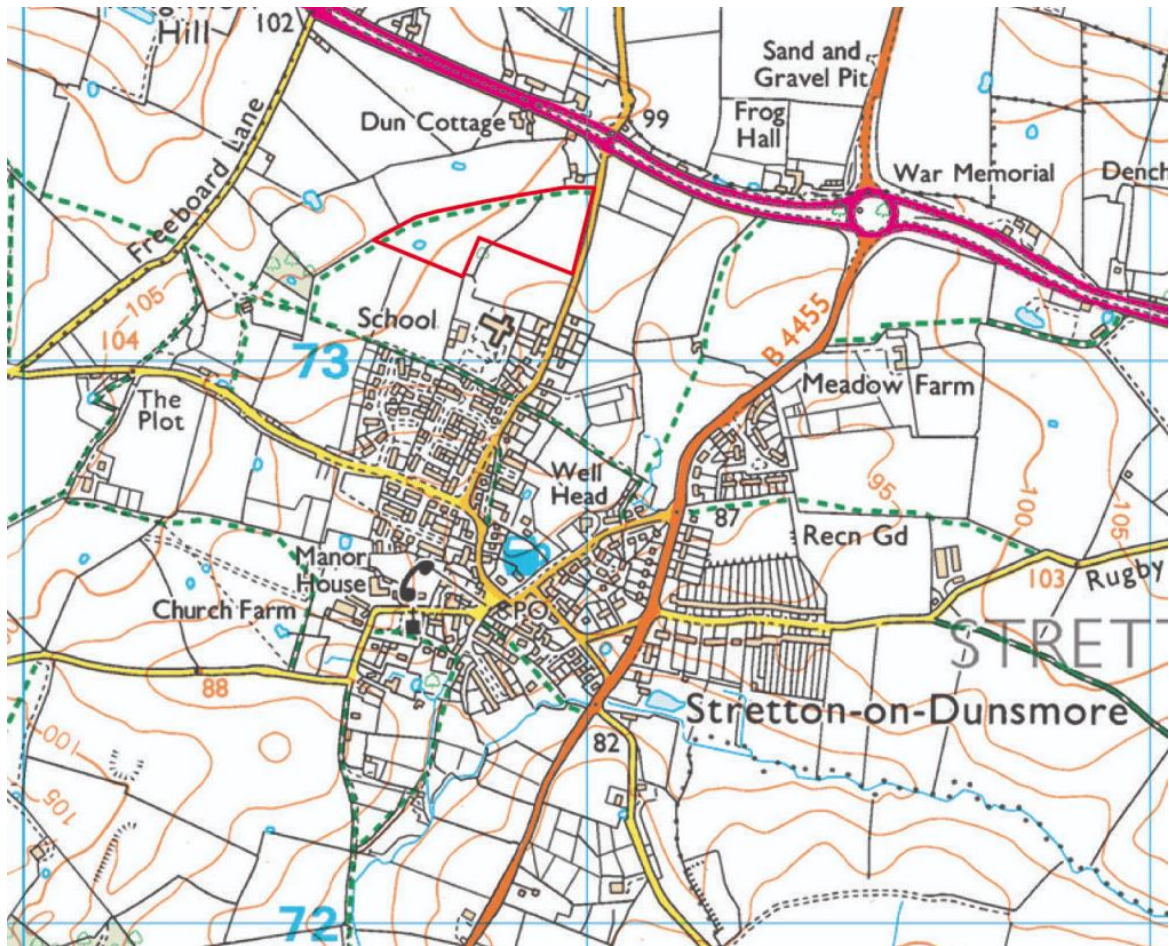 Hill
102
Sand and
Gravel Pit
Dun Cottage
99
Frog
Hall
War Memorial
Dench
Freeboard Lane
105
104
School
73
B 4455
Meadow Farm
The
Plot
Well
Head
95
100
105
87
Recn Gd
Manor
House
103
Rugby
Church Farm
PO
STRETT
88
Stretton-on-Dunsmore
82
100
105
72